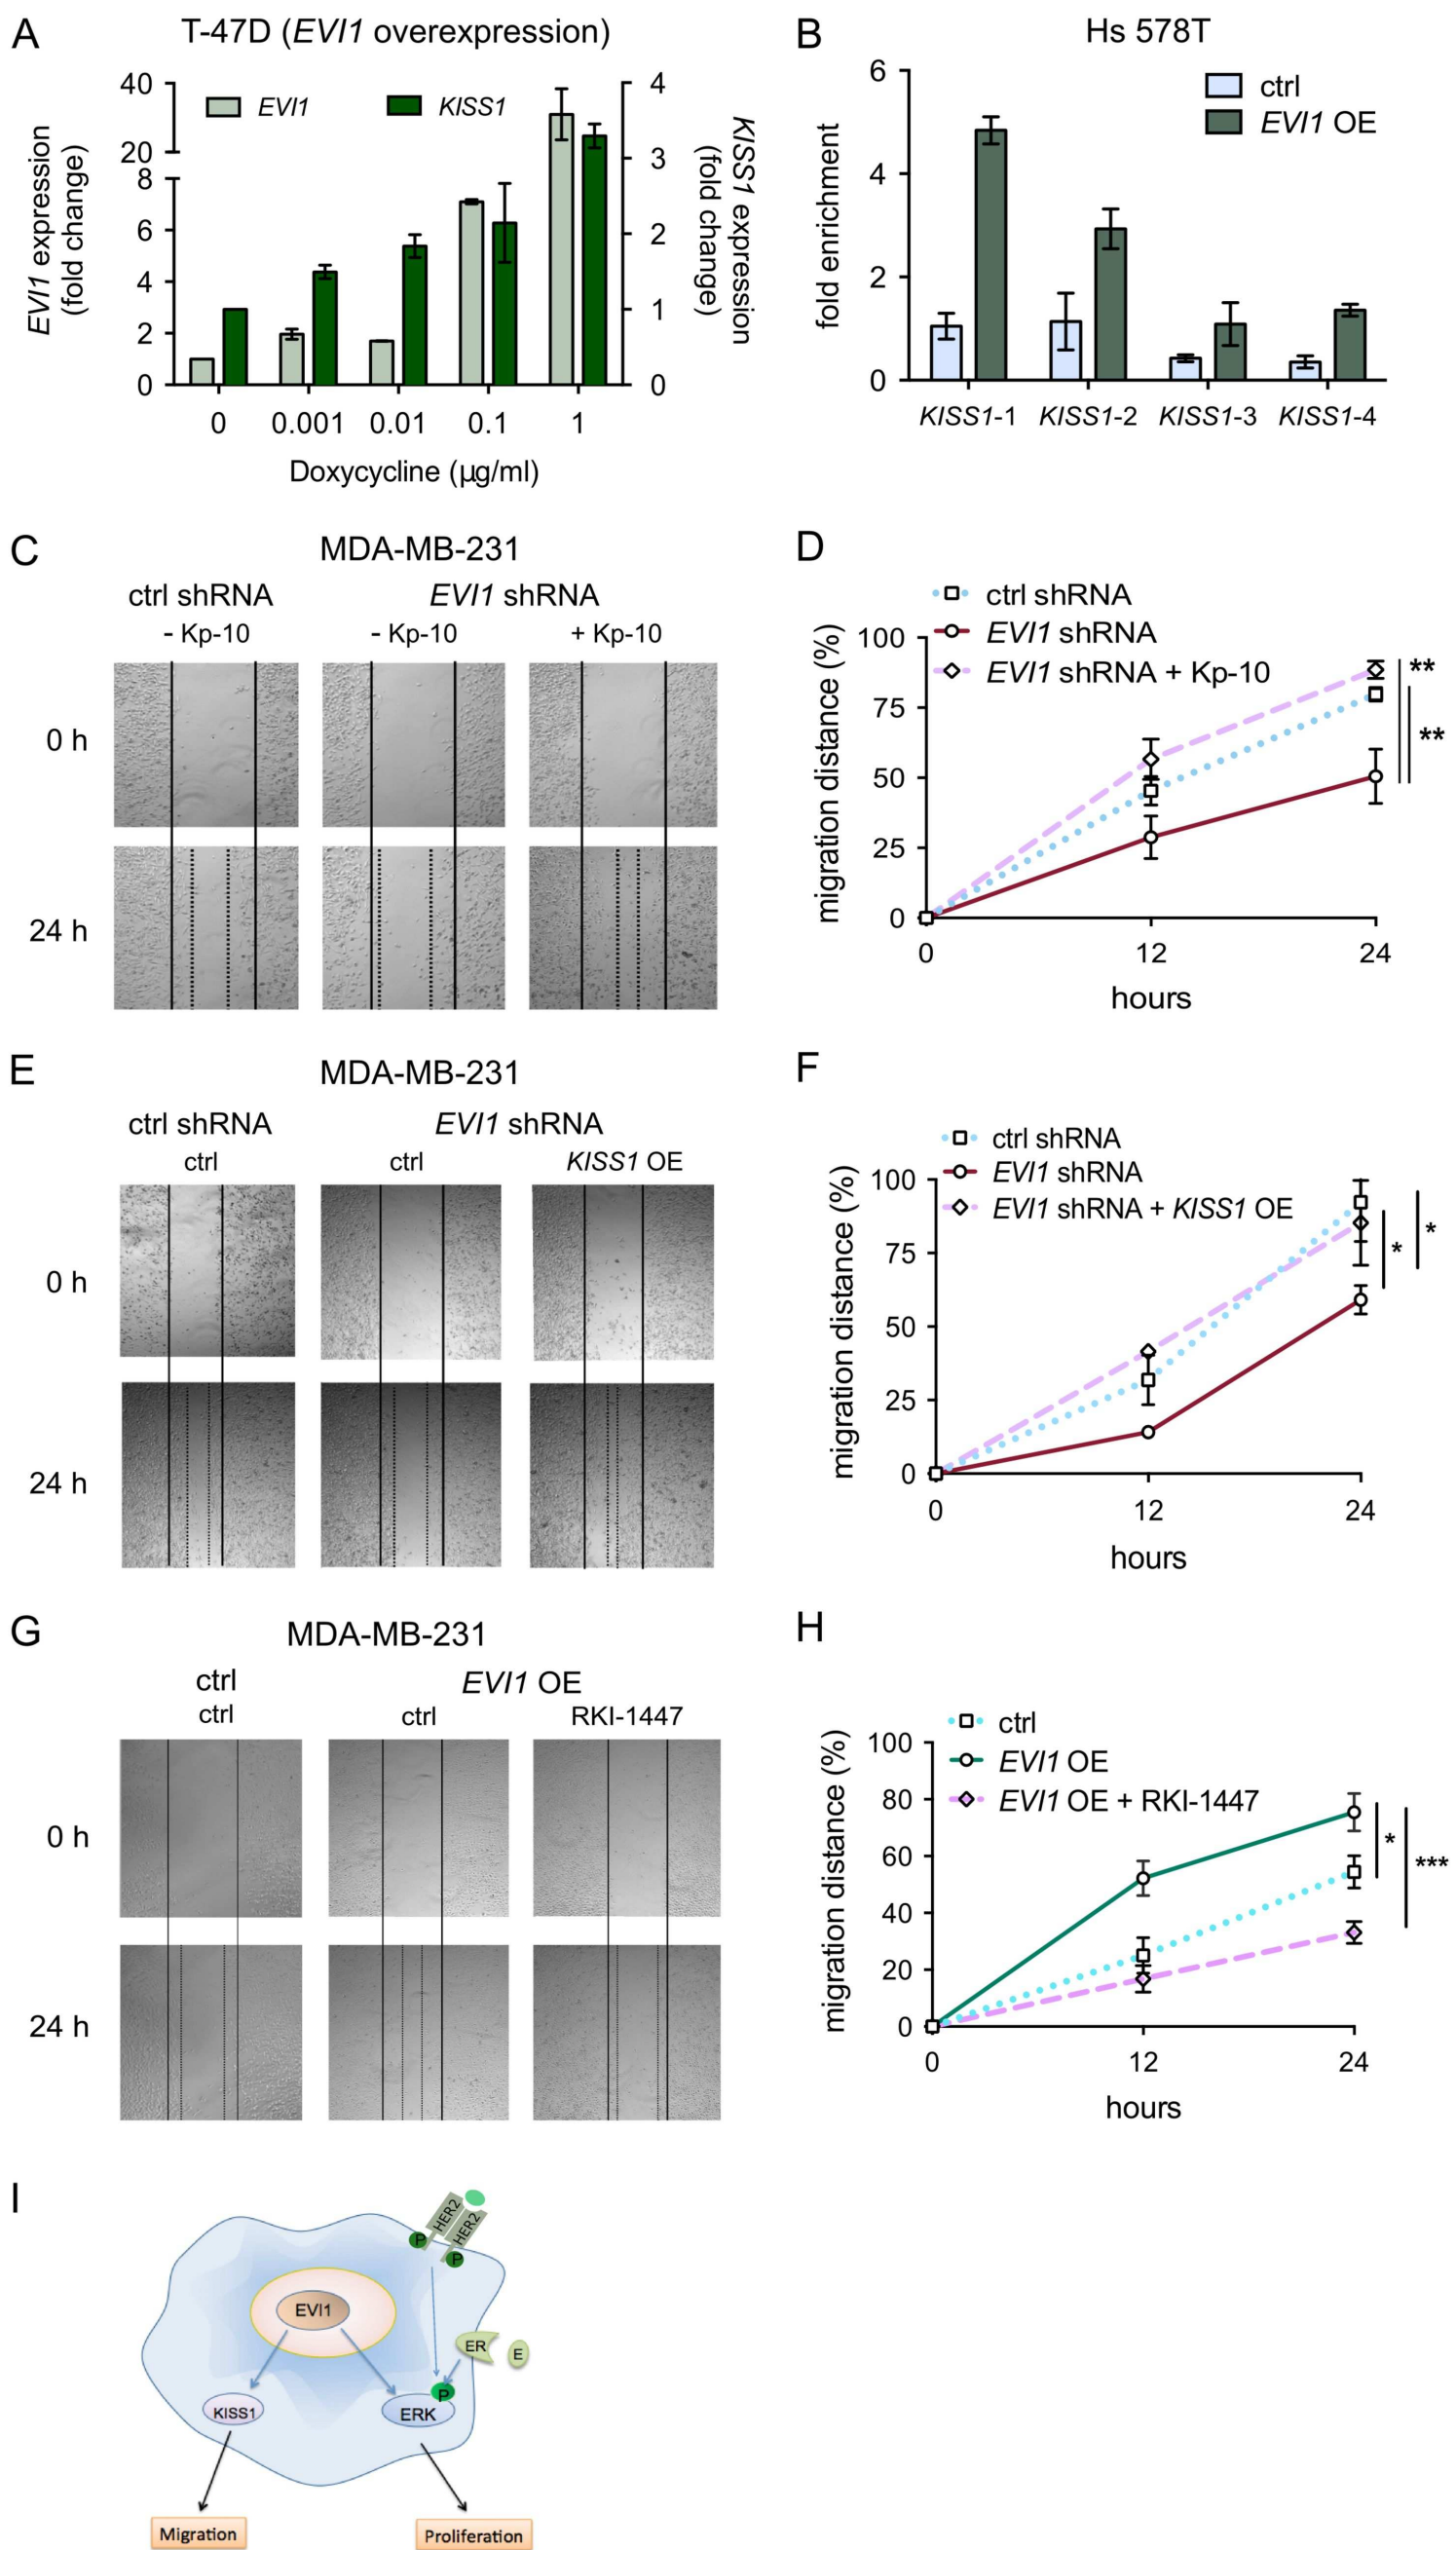 A
T-47D (EVI1 overexpression)
EVI1 expression
(fold change)
40
20
8
6
4
2
0
EVI1
KISS1
4
3
2
1
0
KISS1 expression
(fold change)
0 0.001 0.01 0.1 1
Doxycycline (µg/ml)
B
Hs 578T
fold enrichment
6
4
2
0
ctrl
EVI1 OE
KISS1-1 KISS1-2 KISS1-3 KISS1-4
C
MDA-MB-231
ctrl shRNA EVI1 shRNA
- Kp-10 - Kp-10 + Kp-10
0 h
24 h
D
ctrl shRNA
EVI1 shRNA
EVI1 shRNA + Kp-10
migration distance (%)
100
75
50
25
0
**
**
0 12 24
hours
E
MDA-MB-231
ctrl shRNA EVI1 shRNA
ctrl ctrl KISS1 OE
0 h
24 h
F
ctrl shRNA
EVI1 shRNA
EVI1 shRNA + KISS1 OE
migration distance (%)
100
75
50
25
0
*
*
0 12 24
hours
G
MDA-MB-231
ctrl EVI1 OE
ctrl ctrl RKI-1447
0 h
24 h
H
ctrl
EVI1 OE
EVI1 OE + RKI-1447
migration distance (%)
100
80
60
40
20
0
*
***
0 12 24
hours
I
HER2
HER2
P
P
EVI1
ER
E
P
KISS1
ERK
Migration
Proliferation